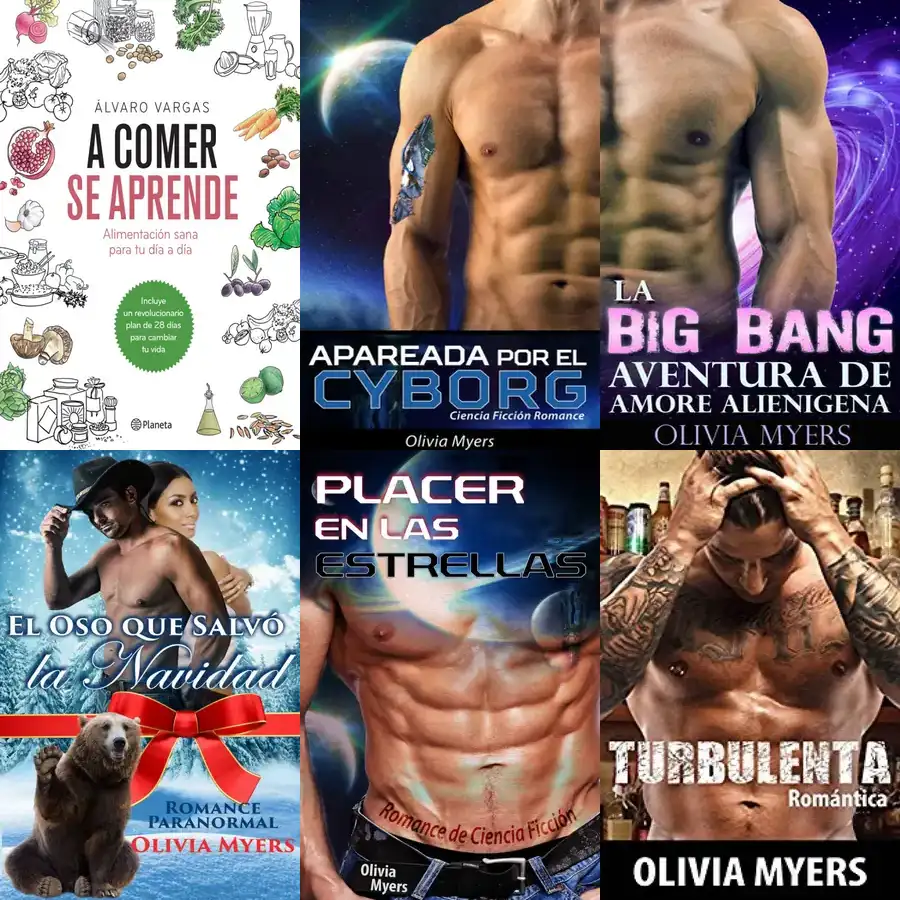 ÁLVARO VARGAS
A COMER
SE APRENDE
Alimentación sana
para tu día a día
Incluye
un revolucionario
plan de 28 días
para cambiar
tu vida
Planeta
APAREADA POR EL
CYBORG
Ciencia Ficción Romance
Olivia Myers
LA
BIG BANG
AVENTURA DE
AMORE ALIENIGENA
OLIVIA MYERS
EL OSO QUE SALVÓ
la Navidad
ROMANCE
PARANORMAL
OLIVIA MYERS
PLACER
EN LAS
ESTRELLAS
Romance de Ciencia Ficción
Olivia
Myers
TURBULENTA
Romántica
OLIVIA MYERS